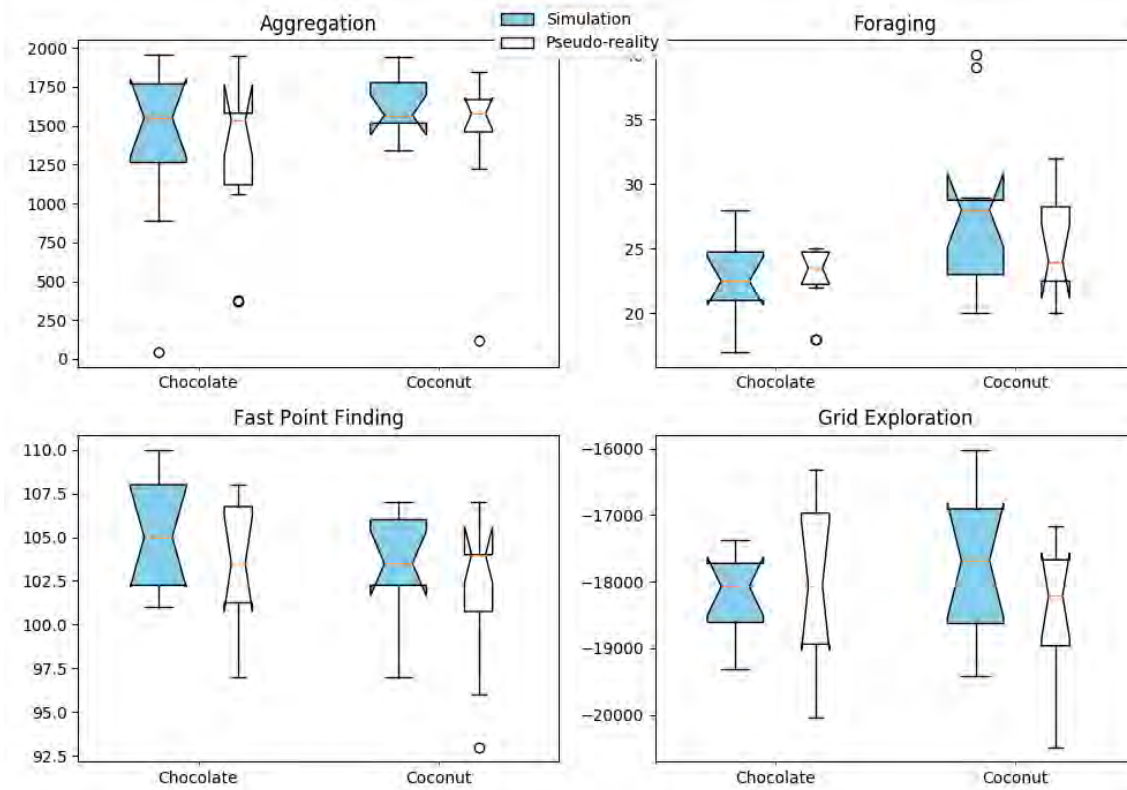 Aggregation
Simulation
Pseudo-reality
Foraging
2000
1750
1500
1250
1000
750
500
250
0
Chocolate Coconut
35
30
25
20
Chocolate Coconut
Fast Point Finding
110.0
107.5
105.0
102.5
100.0
97.5
95.0
92.5
Chocolate Coconut
Grid Exploration
−16000
−17000
−18000
−19000
−20000
Chocolate Coconut